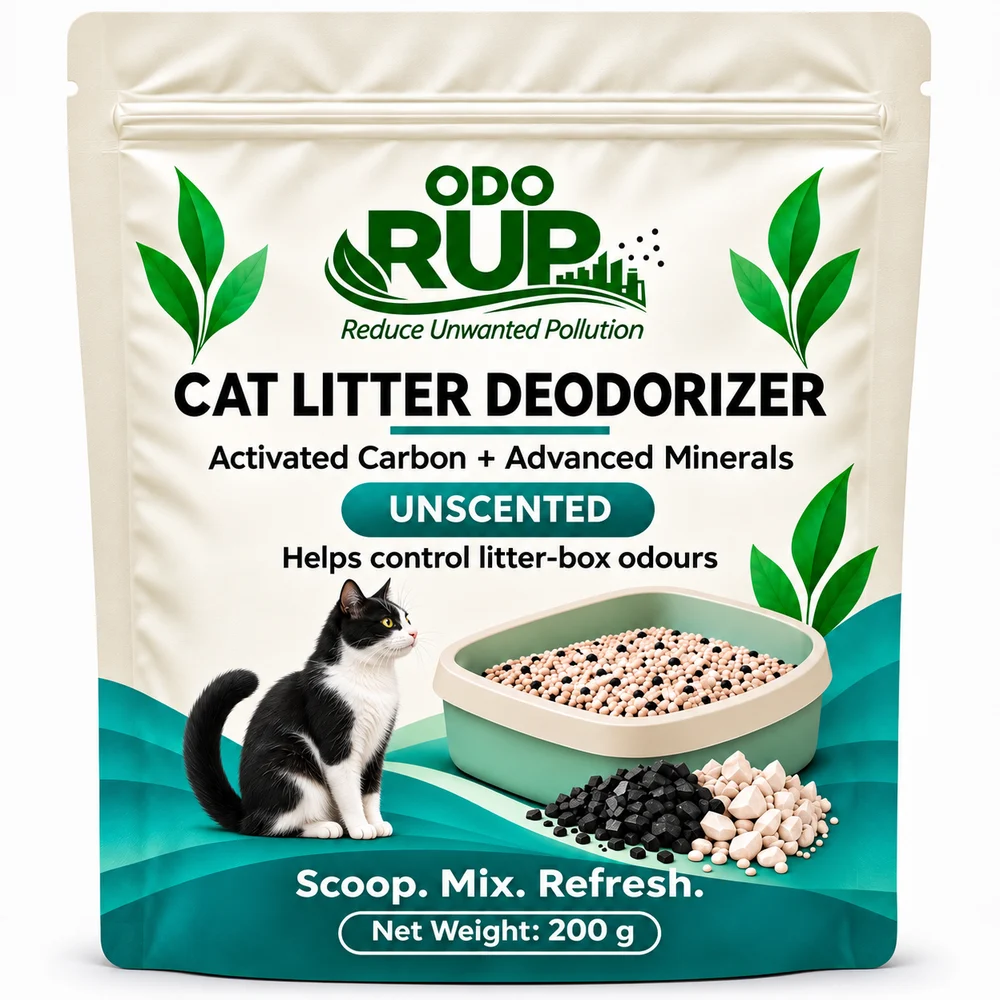 ODO
RUP
Reduce Unwanted Pollution
CAT LITTER DEODORIZER
Activated Carbon + Advanced Minerals
UNSCENTED
Helps control litter-box odours
Scoop. Mix. Refresh.
Net Weight: 200 g